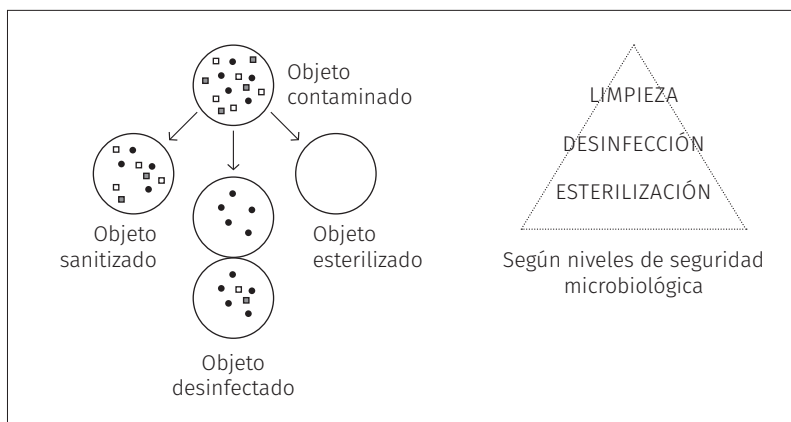 Objeto
contaminado
Objeto
sanitizado
Objeto
esterilizado
Objeto
desinfectado
LIMPIEZA
DESINFECCIÓN
ESTERILIZACIÓN
Según niveles de seguridad
microbiológica